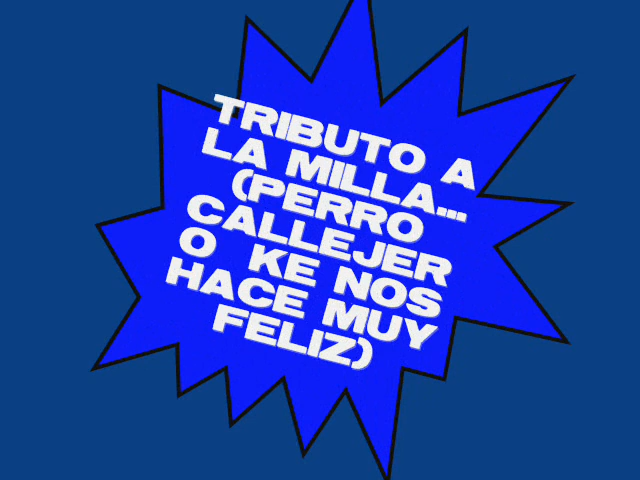 TRIBUTO A
LA MILLA...
(PERRO
CALLEJER
O KE NOS
HACE MUY
FELIZ)